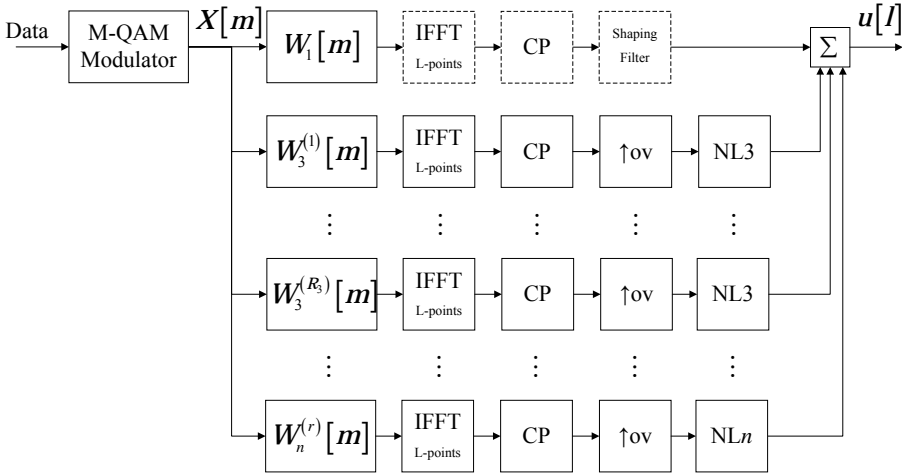 Data
M-QAM
Modulator
X[m]
W₁[m]
IFFT
L-points
CP
Shaping
Filter
Σ
u[l]
W₃⁽¹⁾[m]
IFFT
L-points
CP
↑ov
NL3
⋮ ⋮ ⋮ ⋮ ⋮
W₃^(R₃)[m]
IFFT
L-points
CP
↑ov
NL3
⋮ ⋮ ⋮ ⋮ ⋮
Wₙ^(r)[m]
IFFT
L-points
CP
↑ov
NLn